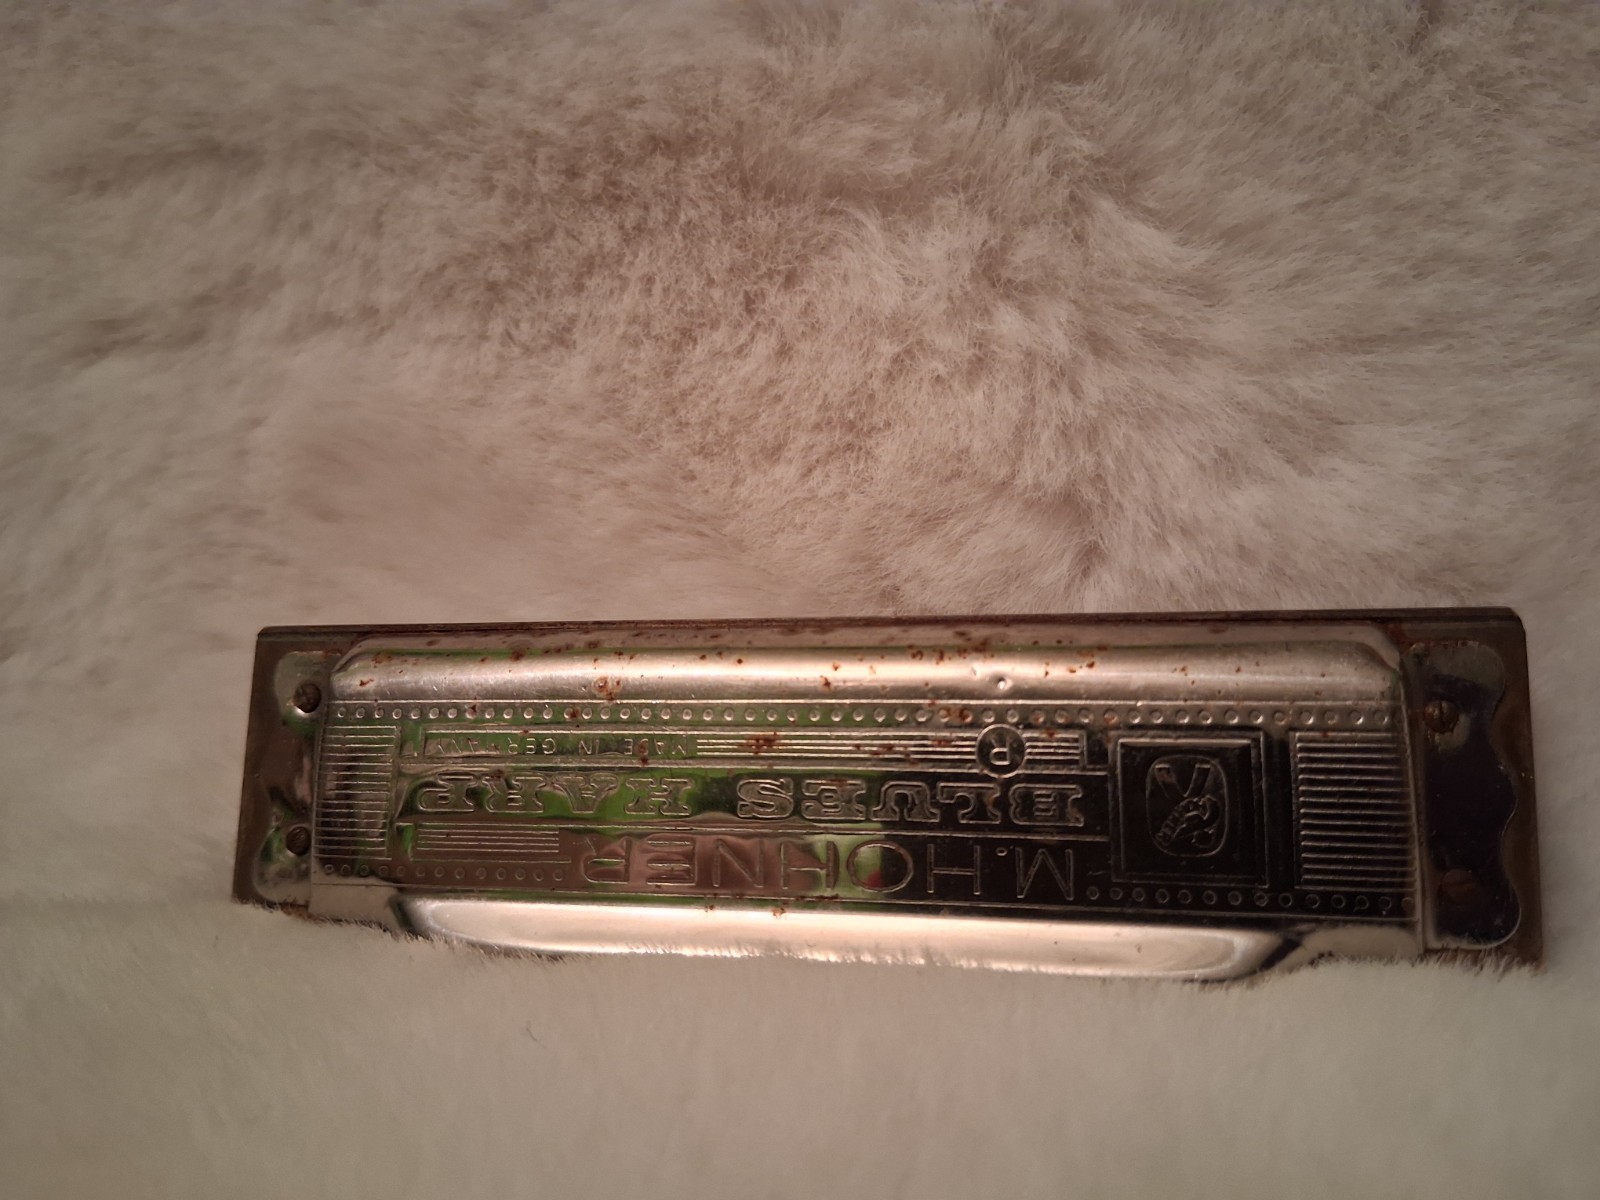 M. HOHNER
BLUES HARP
®
MADE IN GERMANY